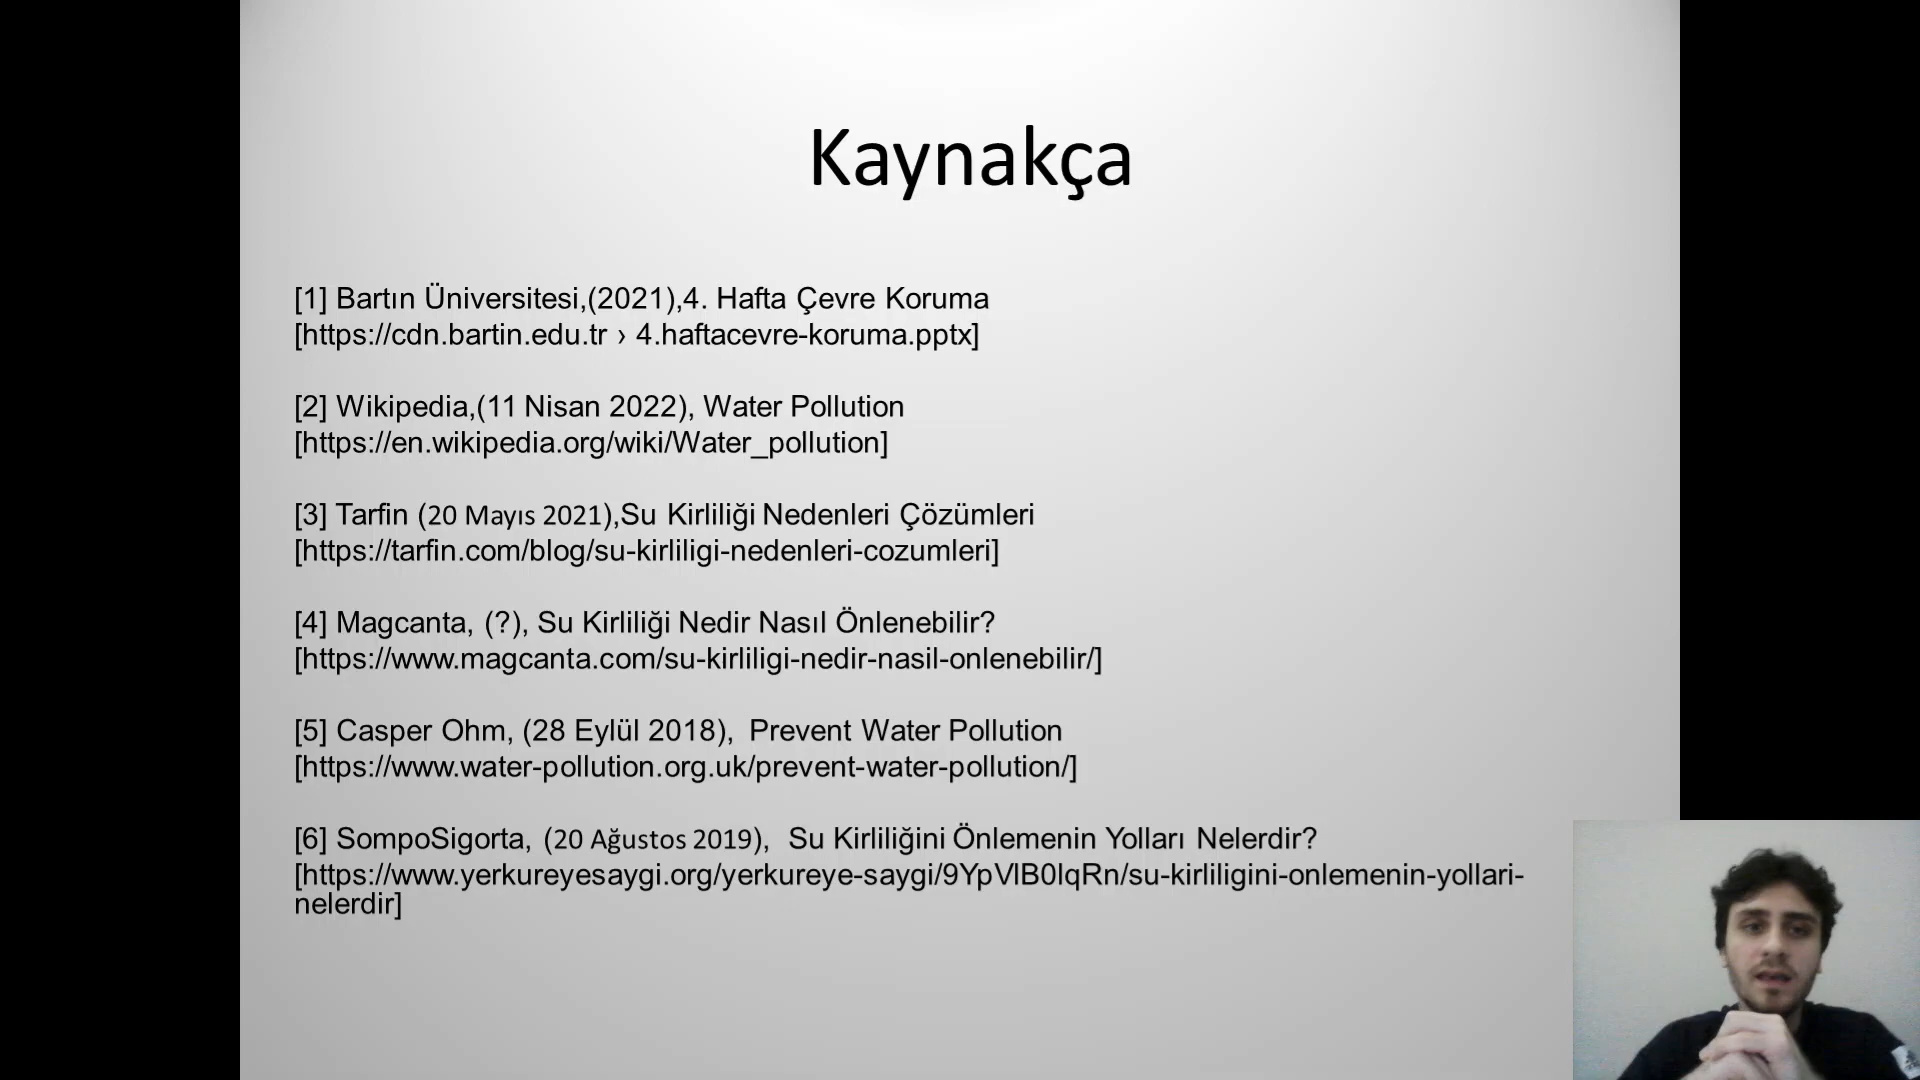 Kaynakça
[1] Bartın Üniversitesi,(2021),4. Hafta Çevre Koruma
[https://cdn.bartin.edu.tr › 4.haftacevre-koruma.pptx]
[2] Wikipedia,(11 Nisan 2022), Water Pollution
[https://en.wikipedia.org/wiki/Water_pollution]
[3] Tarfin (20 Mayıs 2021),Su Kirliliği Nedenleri Çözümleri
[https://tarfin.com/blog/su-kirliligi-nedenleri-cozumleri]
[4] Magcanta, (?), Su Kirliliği Nedir Nasıl Önlenebilir?
[https://www.magcanta.com/su-kirliligi-nedir-nasil-onlenebilir/]
[5] Casper Ohm, (28 Eylül 2018),  Prevent Water Pollution
[https://www.water-pollution.org.uk/prevent-water-pollution/]
[6] SompoSigorta, (20 Ağustos 2019),  Su Kirliliğini Önlemenin Yolları Nelerdir?
[https://www.yerkureyesaygi.org/yerkureye-saygi/9YpVlB0lqRn/su-kirliligini-onlemenin-yollari-
nelerdir]